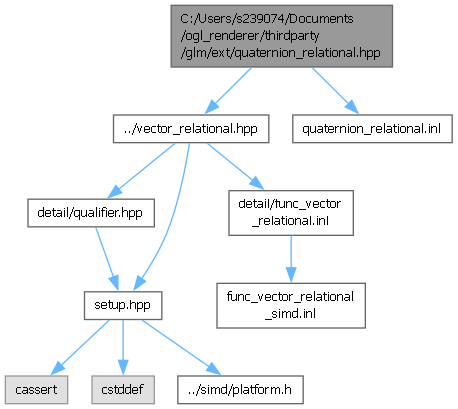 C:/Users/s239074/Documents
/ogl_renderer/thirdparty
/glm/ext/quaternion_relational.hpp
../vector_relational.hpp
quaternion_relational.inl
detail/qualifier.hpp
detail/func_vector
_relational.inl
setup.hpp
func_vector_relational
_simd.inl
cassert
cstddef
../simd/platform.h